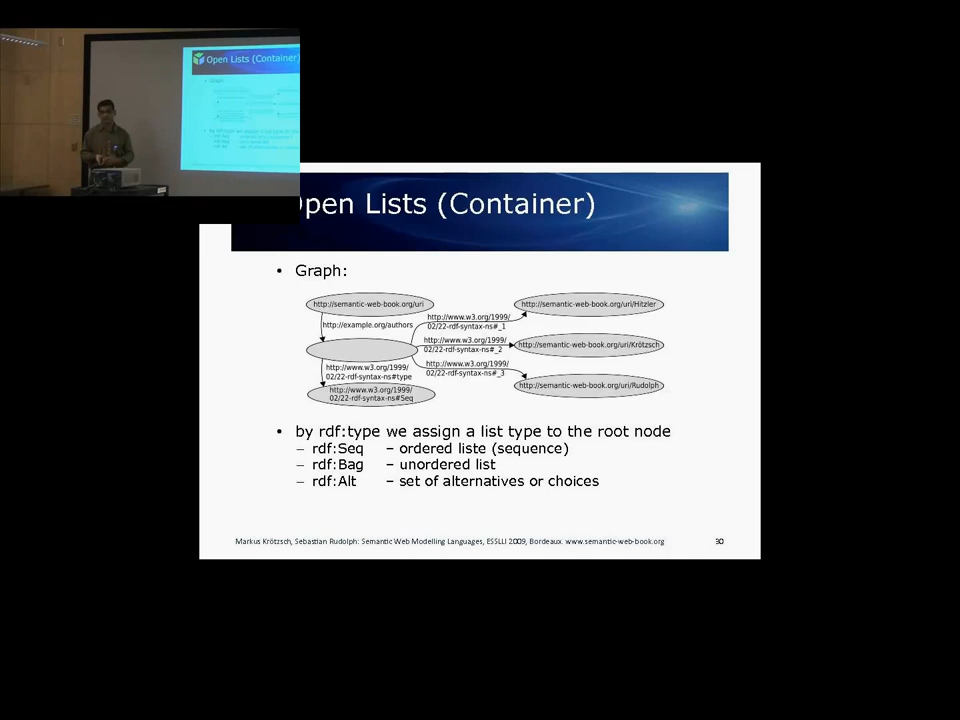 Open Lists (Container)
pen Lists (Container)
• Graph:
http://semantic-web-book.org/uri
http://semantic-web-book.org/uri/Hitzler
http://www.w3.org/1999/
02/22-rdf-syntax-ns#_1
http://example.org/authors
http://www.w3.org/1999/
02/22-rdf-syntax-ns#_2
http://semantic-web-book.org/uri/Krötzsch
http://www.w3.org/1999/
02/22-rdf-syntax-ns#_3
http://www.w3.org/1999/
02/22-rdf-syntax-ns#type
http://semantic-web-book.org/uri/Rudolph
http://www.w3.org/1999/
02/22-rdf-syntax-ns#Seq
• by rdf:type we assign a list type to the root node
– rdf:Seq – ordered liste (sequence)
– rdf:Bag – unordered list
– rdf:Alt – set of alternatives or choices
Markus Krötzsch, Sebastian Rudolph: Semantic Web Modelling Languages, ESSLLI 2009, Bordeaux. www.semantic-web-book.org 30